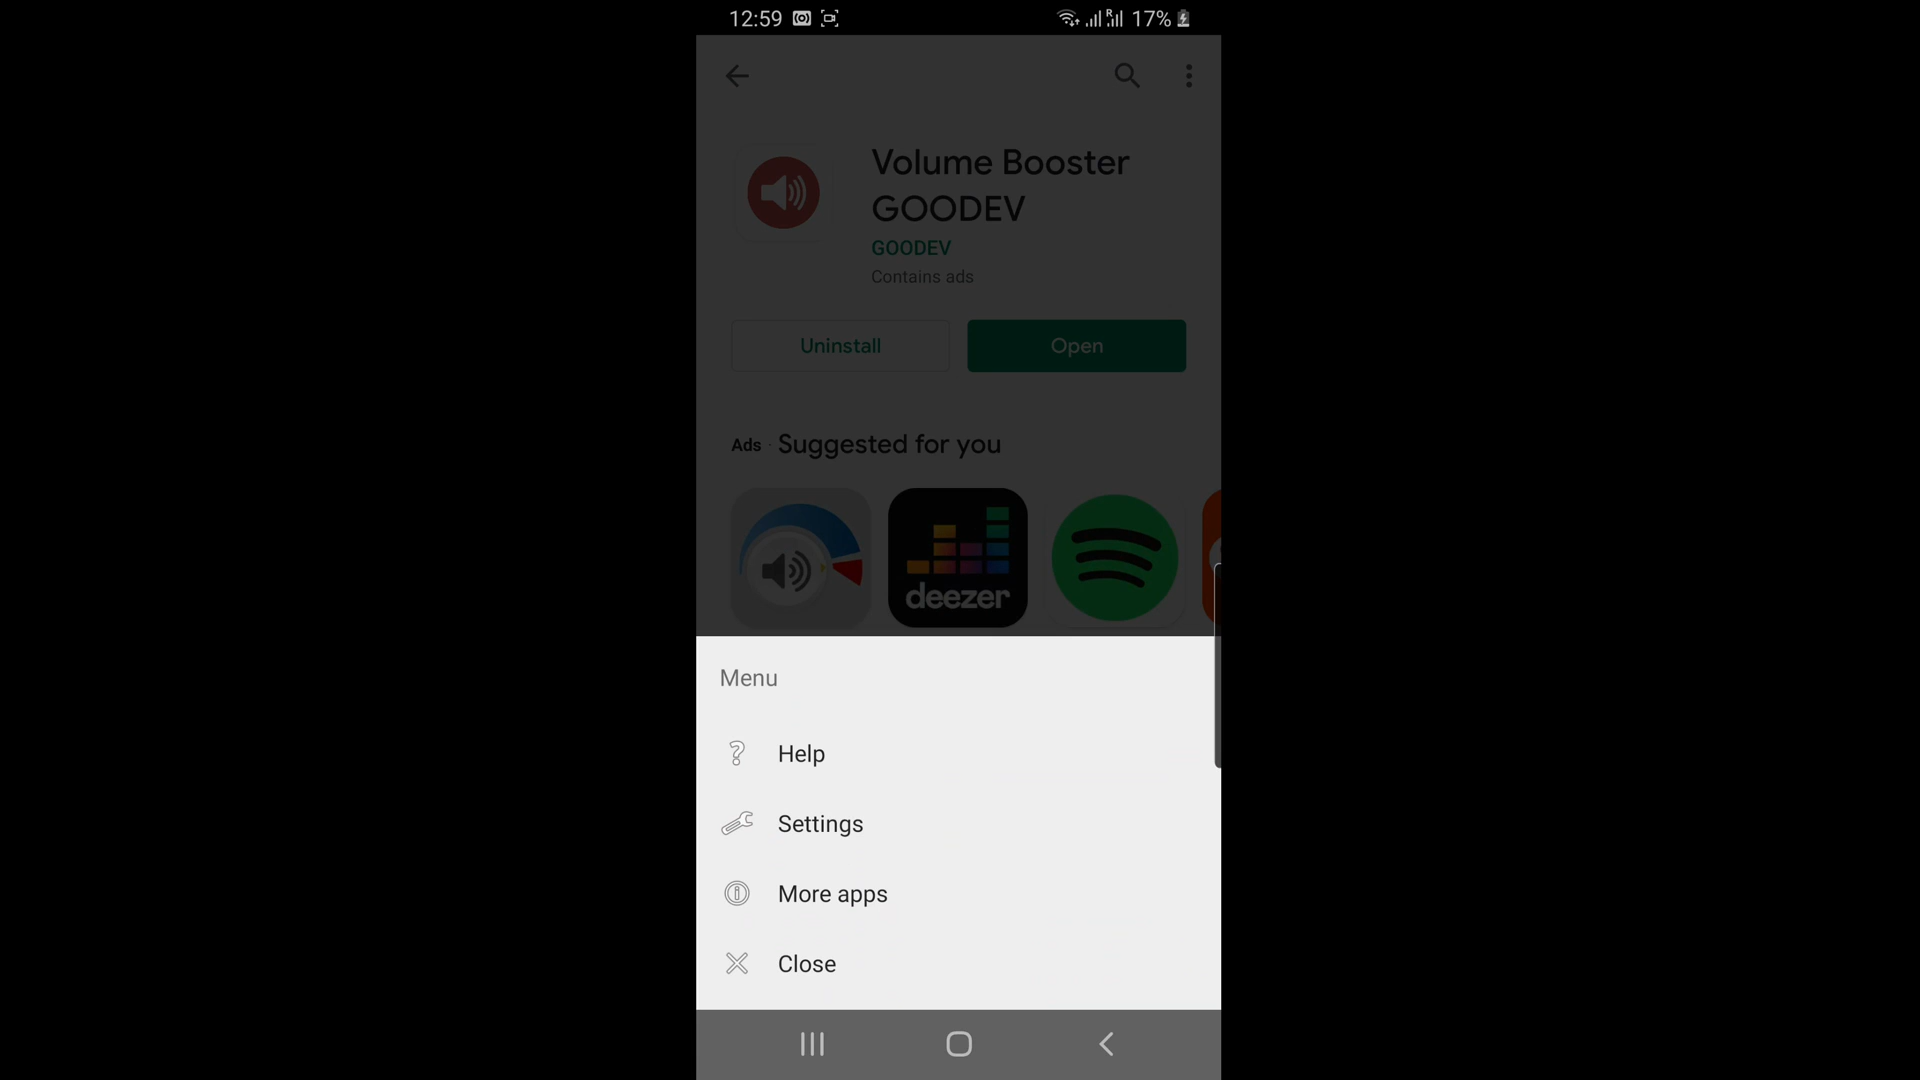 12:59 R 17%
Volume Booster
GOODEV
GOODEV
Contains ads
Uninstall Open
Ads · Suggested for you
deezer
Menu
Help
Settings
More apps
Close